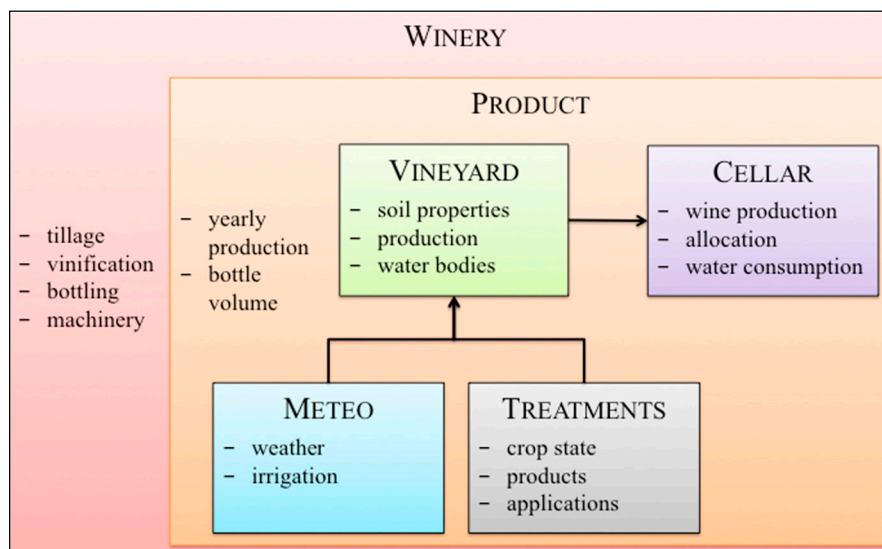 WINERY
PRODUCT
VINEYARD
- soil properties
- production
- water bodies
CELLAR
- wine production
- allocation
- water consumption
- tillage
- vinification
- bottling
- machinery
- yearly
production
- bottle
volume
METEO
- weather
- irrigation
TREATMENTS
- crop state
- products
- applications